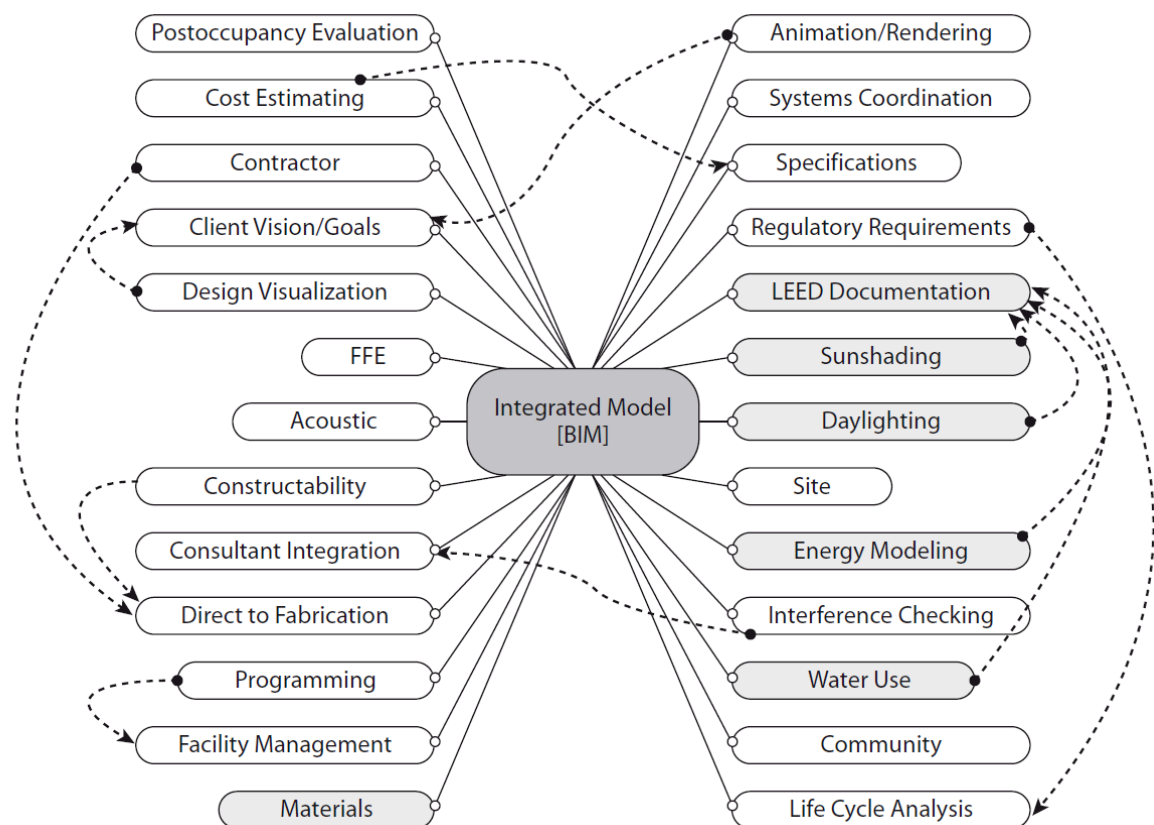 Postoccupancy Evaluation
Cost Estimating
Contractor
Client Vision/Goals
Design Visualization
FFE
Acoustic
Constructability
Consultant Integration
Direct to Fabrication
Programming
Facility Management
Materials
Integrated Model
[BIM]
Animation/Rendering
Systems Coordination
Specifications
Regulatory Requirements
LEED Documentation
Sunshading
Daylighting
Site
Energy Modeling
Interference Checking
Water Use
Community
Life Cycle Analysis